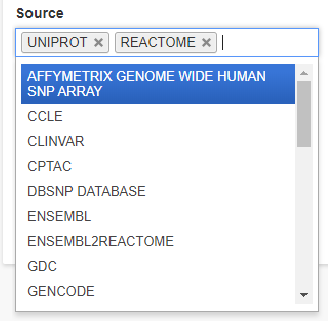 Source
UNIPROT × REACTOME ×
AFFYMETRIX GENOME WIDE HUMAN
SNP ARRAY
CCLE
CLINVAR
CPTAC
DBSNP DATABASE
ENSEMBL
ENSEMBL2REACTOME
GDC
GENCODE